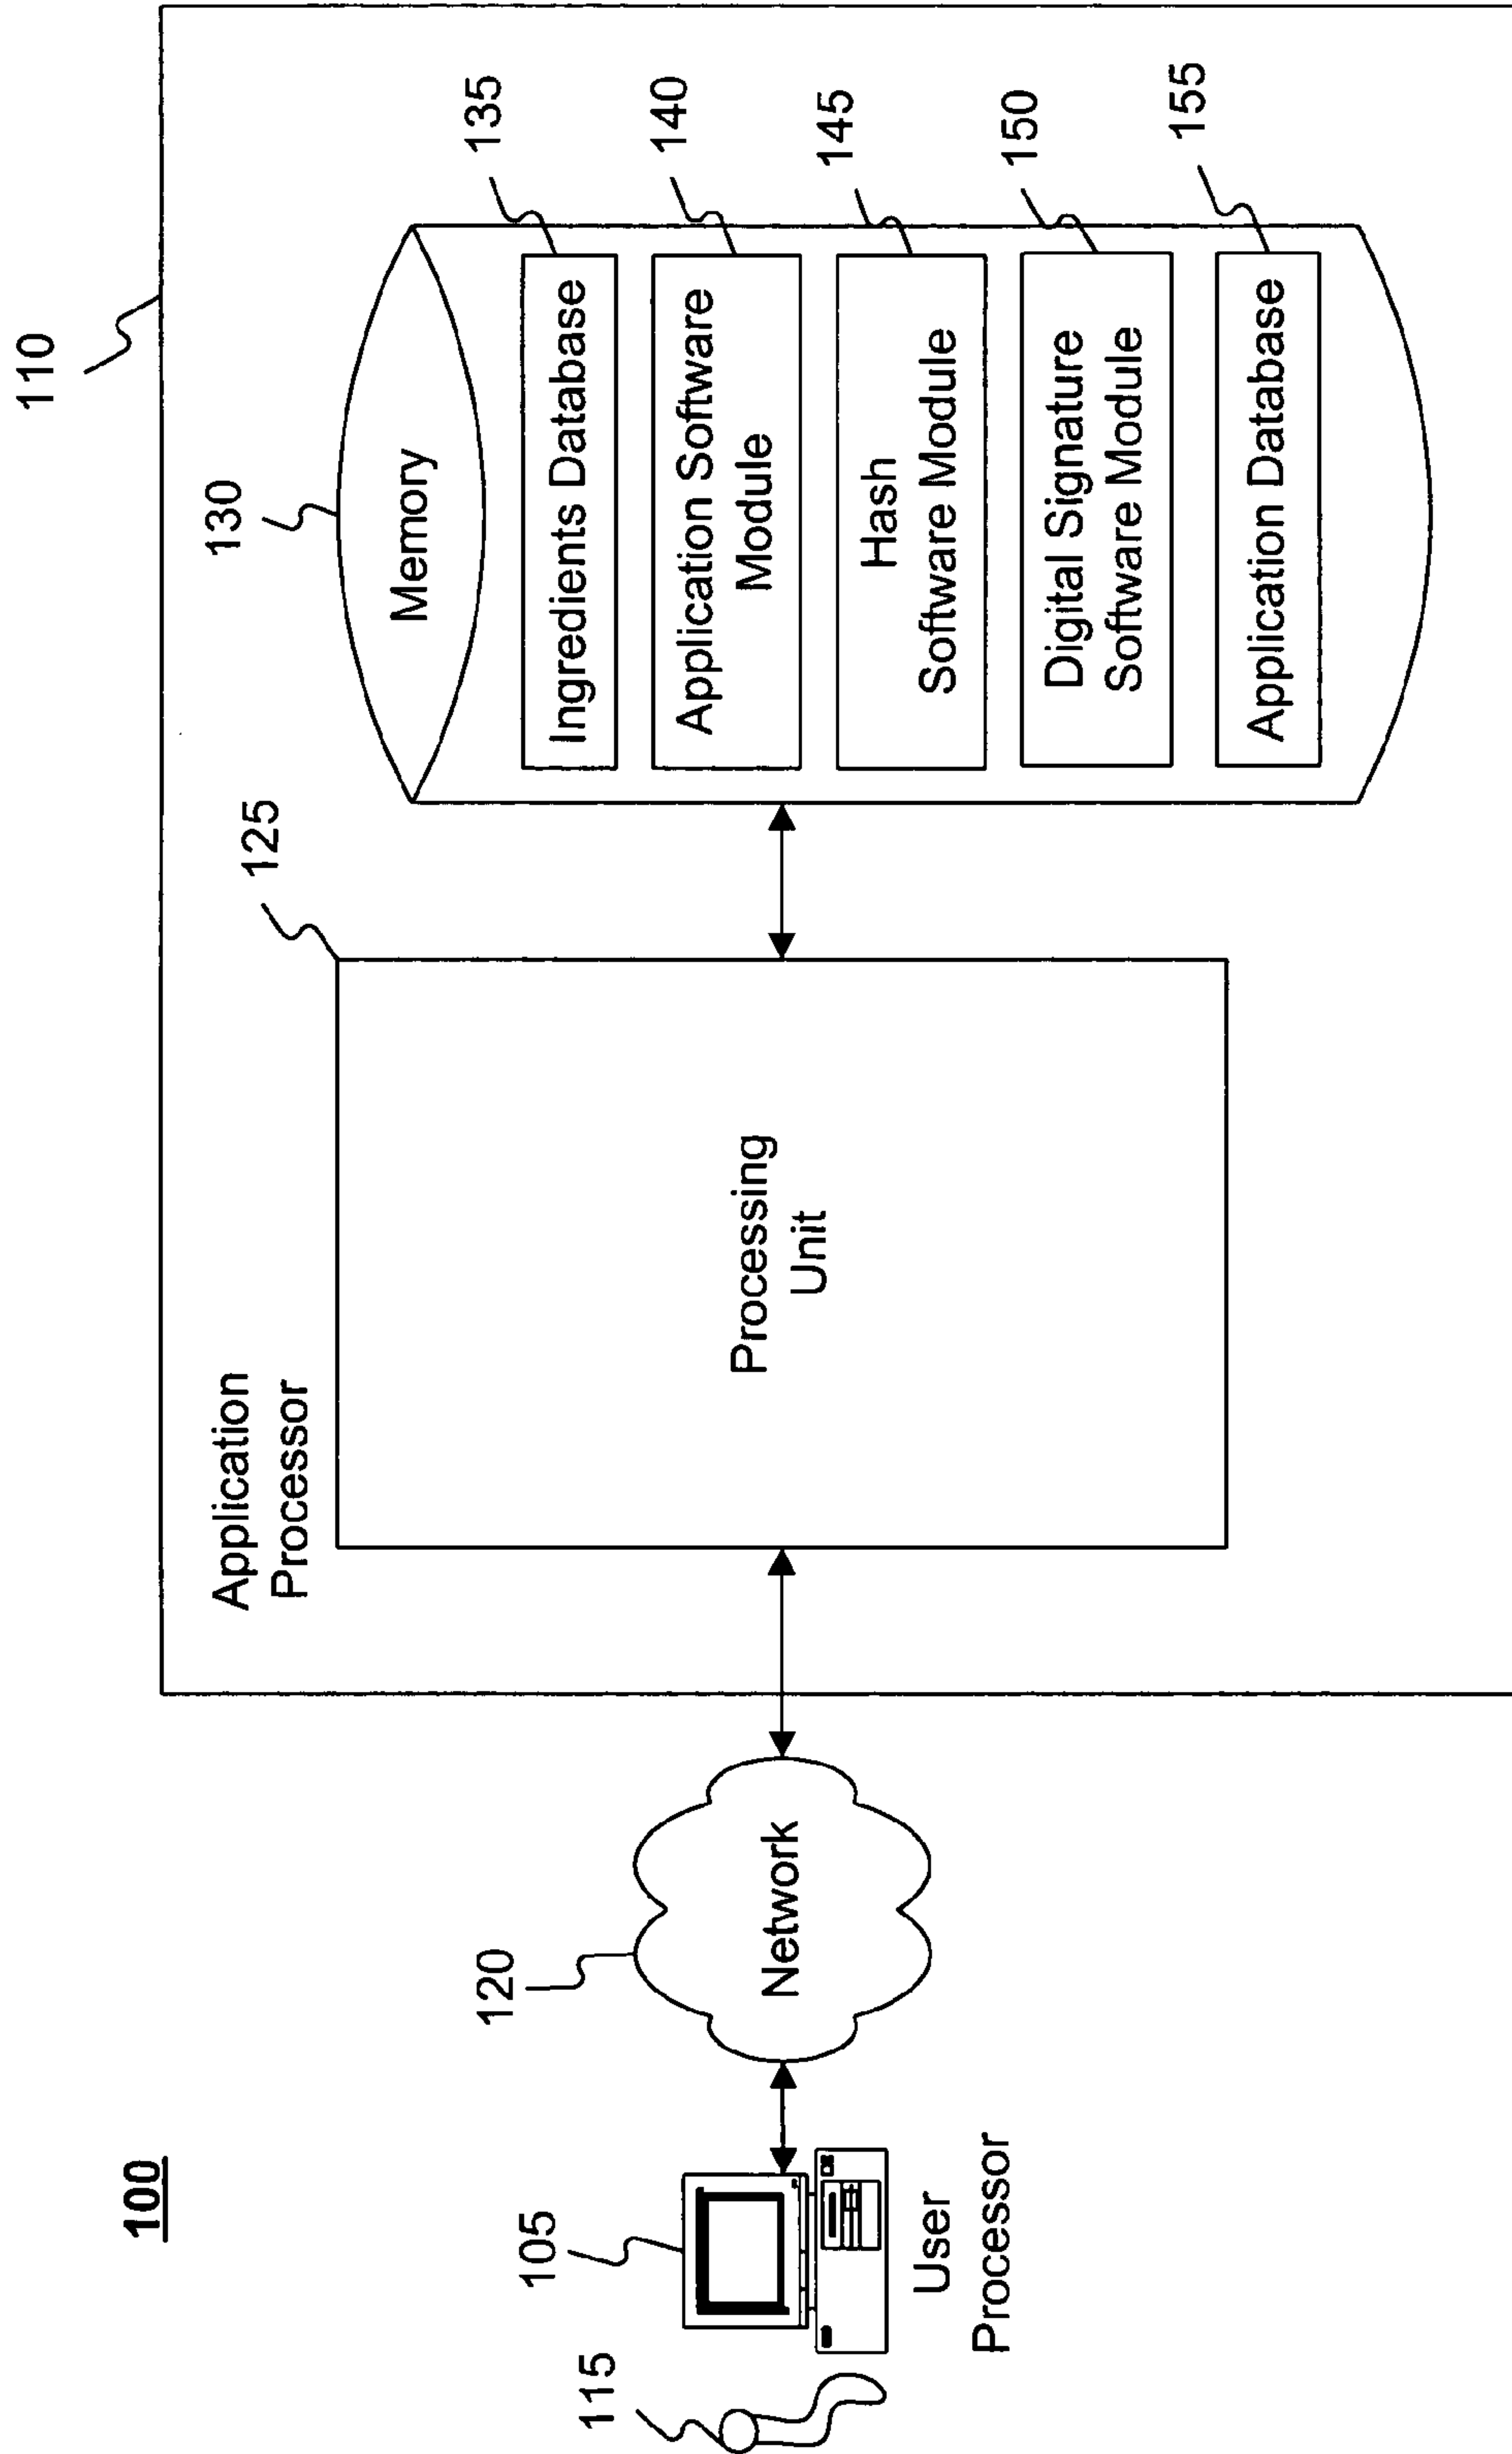 100
110
Application
Processor
125
130
Memory
Processing
Unit
Ingredients Database
135
Application Software
Module
140
Hash
Software Module
145
Digital Signature
Software Module
150
Application Database
155
120
Network
105
115
User
Processor